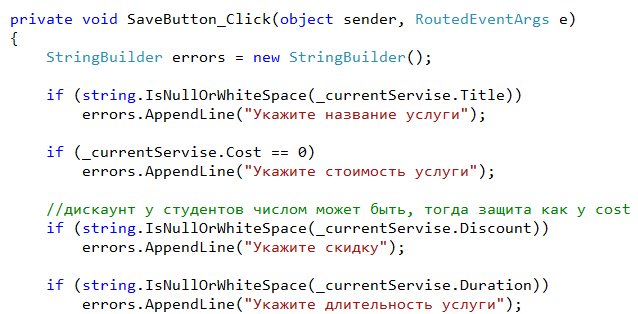 private void SaveButton_Click(object sender, RoutedEventArgs e)
{
StringBuilder errors = new StringBuilder();
if (string.IsNullOrWhiteSpace(_currentServise.Title))
errors.AppendLine("Укажите название услуги");
if (_currentServise.Cost == 0)
errors.AppendLine("Укажите стоимость услуги");
//дискаунт у студентов числом может быть, тогда защита как у cost
if (string.IsNullOrWhiteSpace(_currentServise.Discount))
errors.AppendLine("Укажите скидку");
if (string.IsNullOrWhiteSpace(_currentServise.Duration))
errors.AppendLine("Укажите длительность услуги");